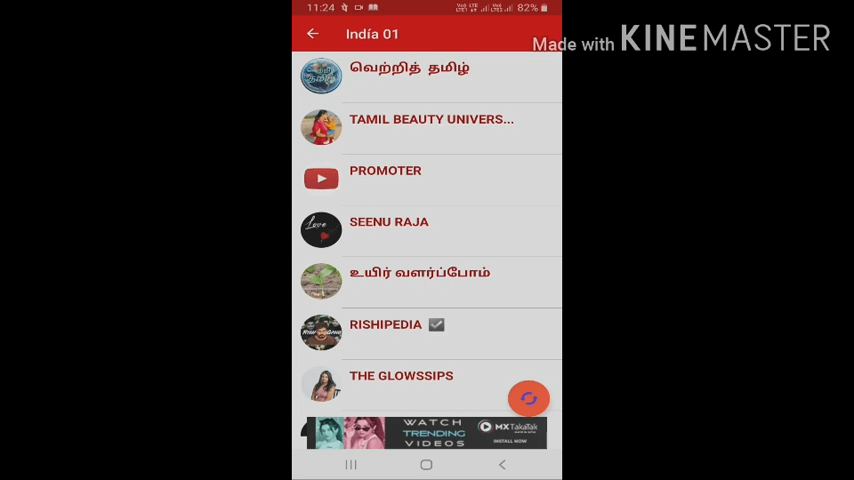 11:24 82%
India 01
Made with KINEMASTER
வெற்றித் தமிழ்
TAMIL BEAUTY UNIVERS...
PROMOTER
SEENU RAJA
Love
உயிர் வளர்ப்போம்
RISHIPEDIA
THE GLOWSSIPS
WATCH
TRENDING
VIDEOS
MX TakaTak
INSTALL NOW